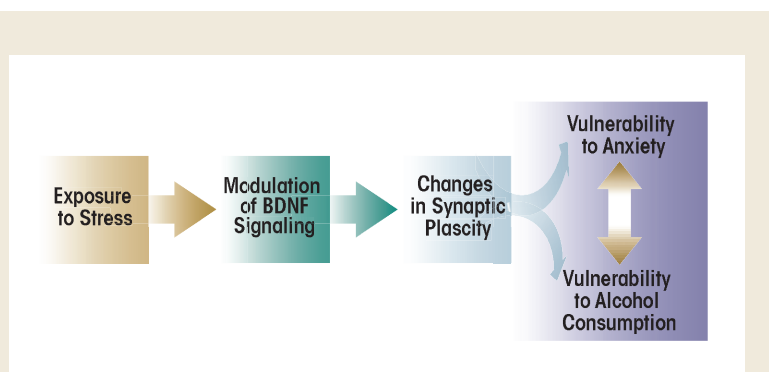 Exposure
to Stress
Modulation
of BDNF
Signaling
Changes
in Synaptic
Plascity
Vulnerability
to Anxiety
Vulnerability
to Alcohol
Consumption